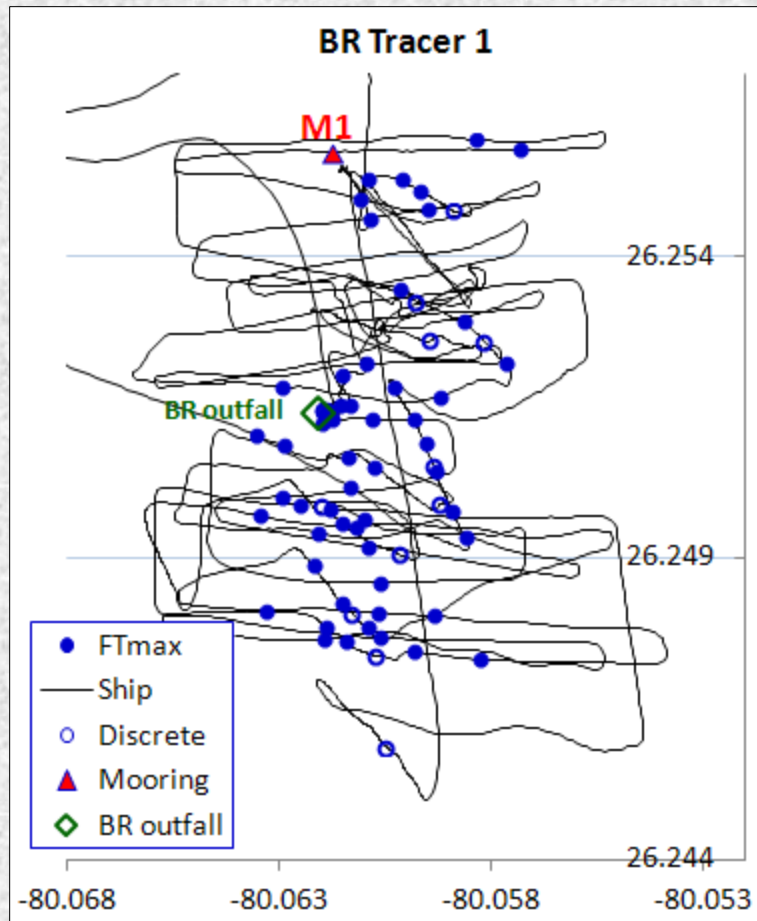 BR Tracer 1
M1
26.254
BR outfall
26.249
FTmax
Ship
Discrete
Mooring
BR outfall
26.244
-80.068 -80.063 -80.058 -80.053